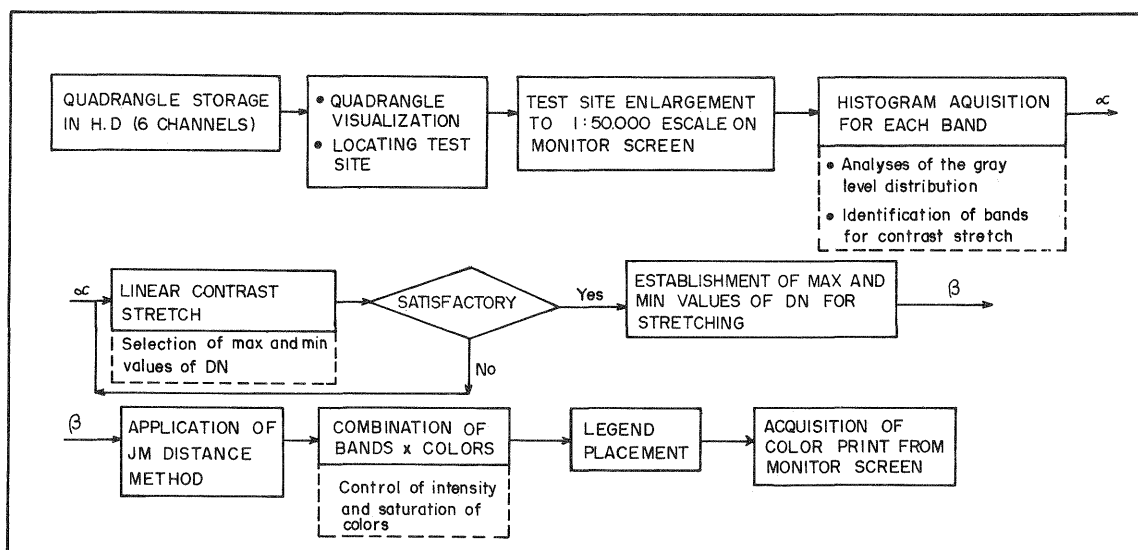 QUADRANGLE STORAGE
IN H.D (6 CHANNELS)
• QUADRANGLE
VISUALIZATION
• LOCATING TEST
SITE
TEST SITE ENLARGEMENT
TO 1:50.000 ESCALE ON
MONITOR SCREEN
HISTOGRAM AQUISITION
FOR EACH BAND
• Analyses of the gray
level distribution
• Identification of bands
for contrast stretch
α
α
LINEAR CONTRAST
STRETCH
Selection of max and min
values of DN
SATISFACTORY
Yes
No
ESTABLISHMENT OF MAX AND
MIN VALUES OF DN FOR
STRETCHING
β
β
APPLICATION OF
JM DISTANCE
METHOD
COMBINATION OF
BANDS x COLORS
Control of intensity
and saturation of
colors
LEGEND
PLACEMENT
ACQUISITION OF
COLOR PRINT FROM
MONITOR SCREEN